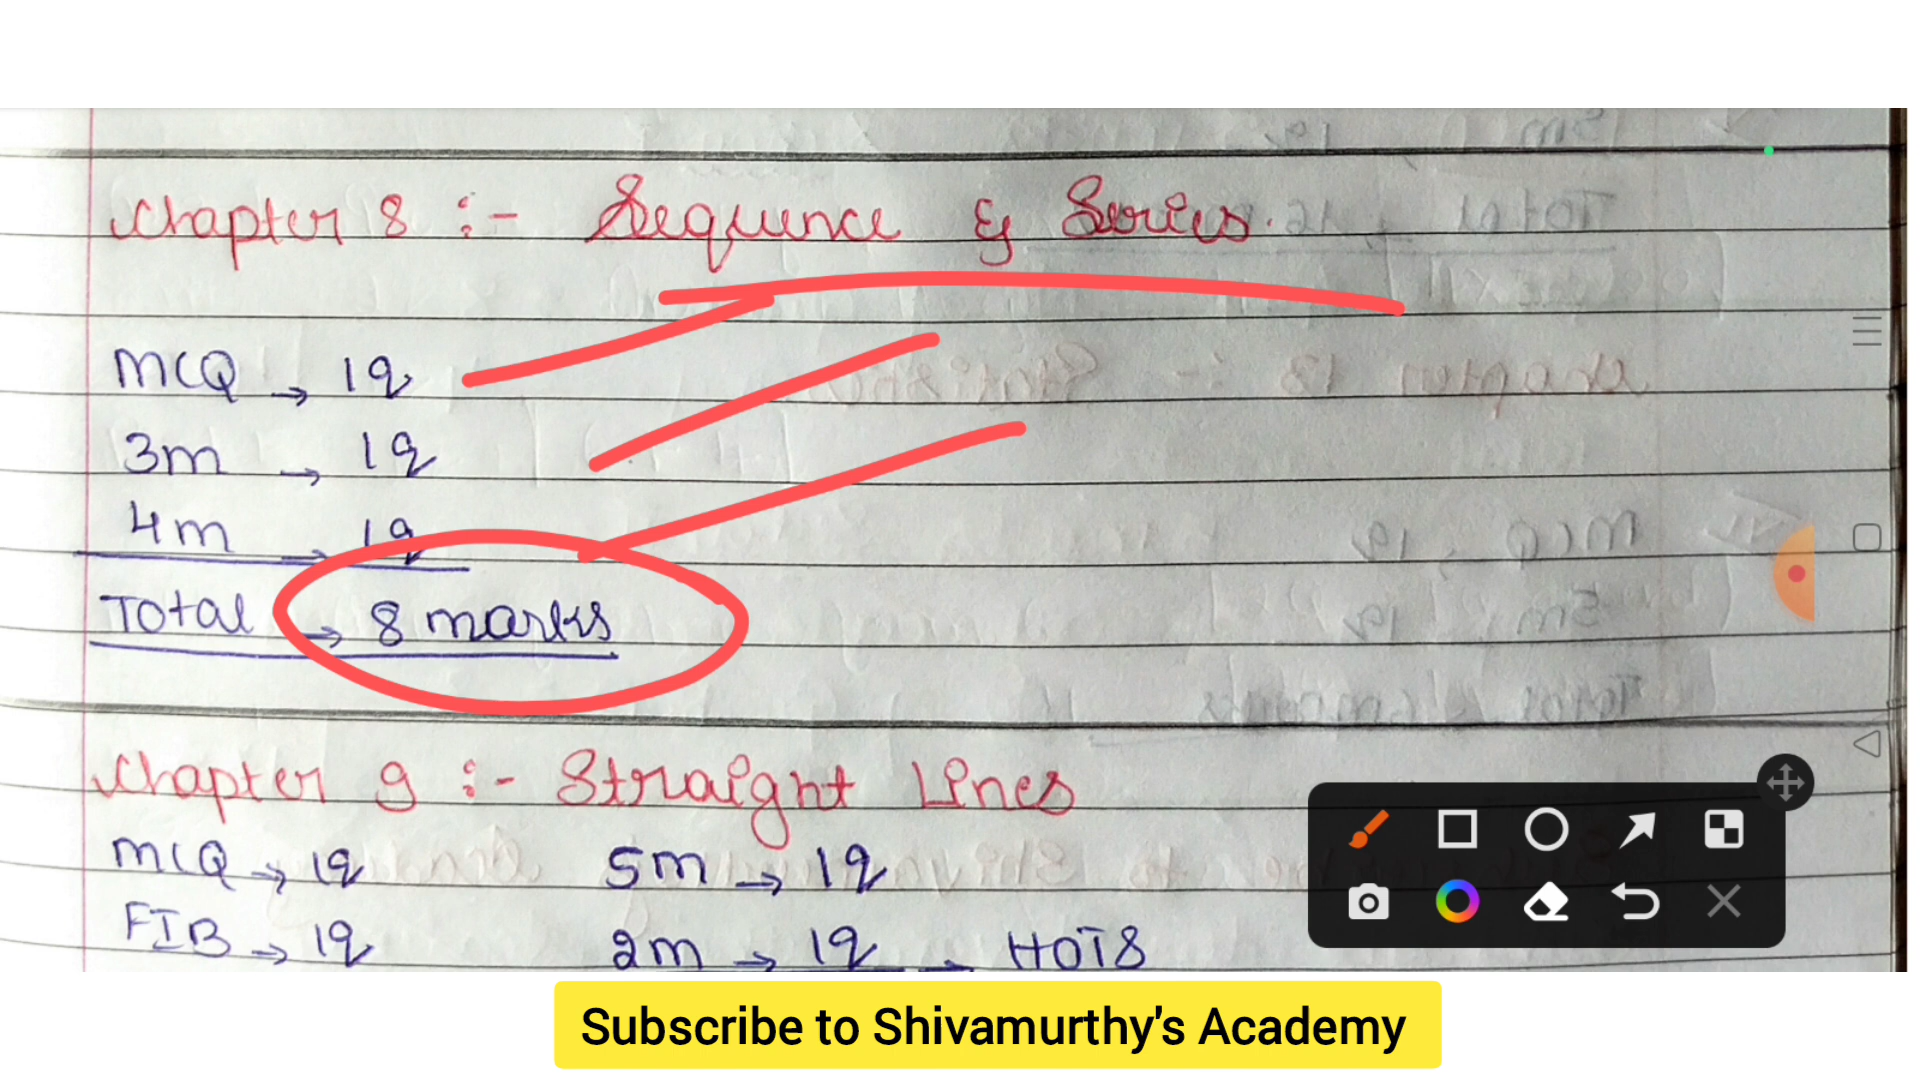 Chapter 8 :- Sequence & Series.
MCQ → 1q
3m → 1q
4m → 1q
Total → 8 marks
Chapter 9 :- Straight Lines
MCQ → 1q 5m → 1q
FIB → 1q 2m → 1q → HOTS
Subscribe to Shivamurthy's Academy